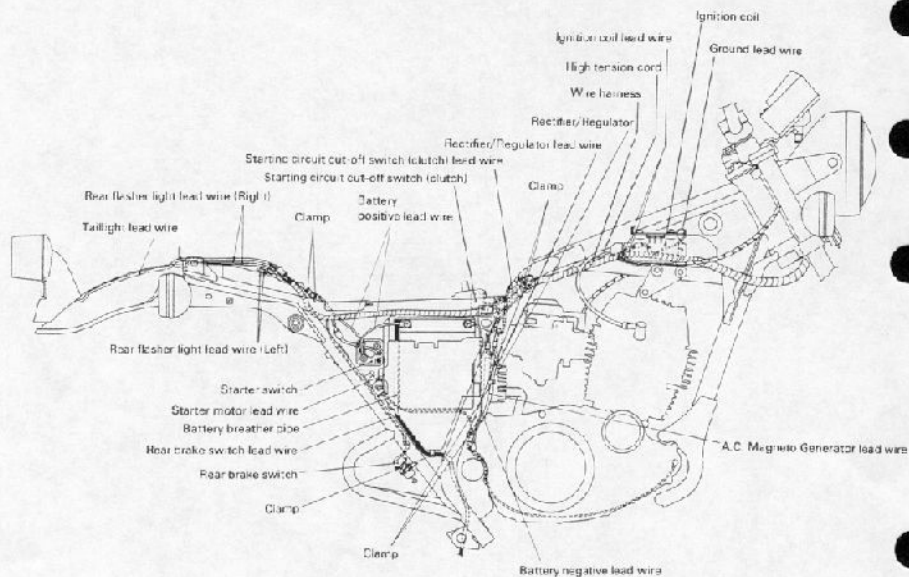 Ignition coil
Ignition coil lead wire
Ground lead wire
High tension cord
Wire harness
Rectifier/Regulator
Rectifier/Regulator lead wire
Starting circuit cut-off switch (clutch) lead wire
Starting circuit cut-off switch (clutch)
Clamp
Rear flasher light lead wire (Right)
Battery
positive lead wire
Clamp
Taillight lead wire
Rear flasher light lead wire (Left)
Starter switch
Starter motor lead wire
Battery breather pipe
Rear brake switch lead wire
A.C. Magneto Generator lead wire
Rear brake switch
Clamp
Clamp
Battery negative lead wire